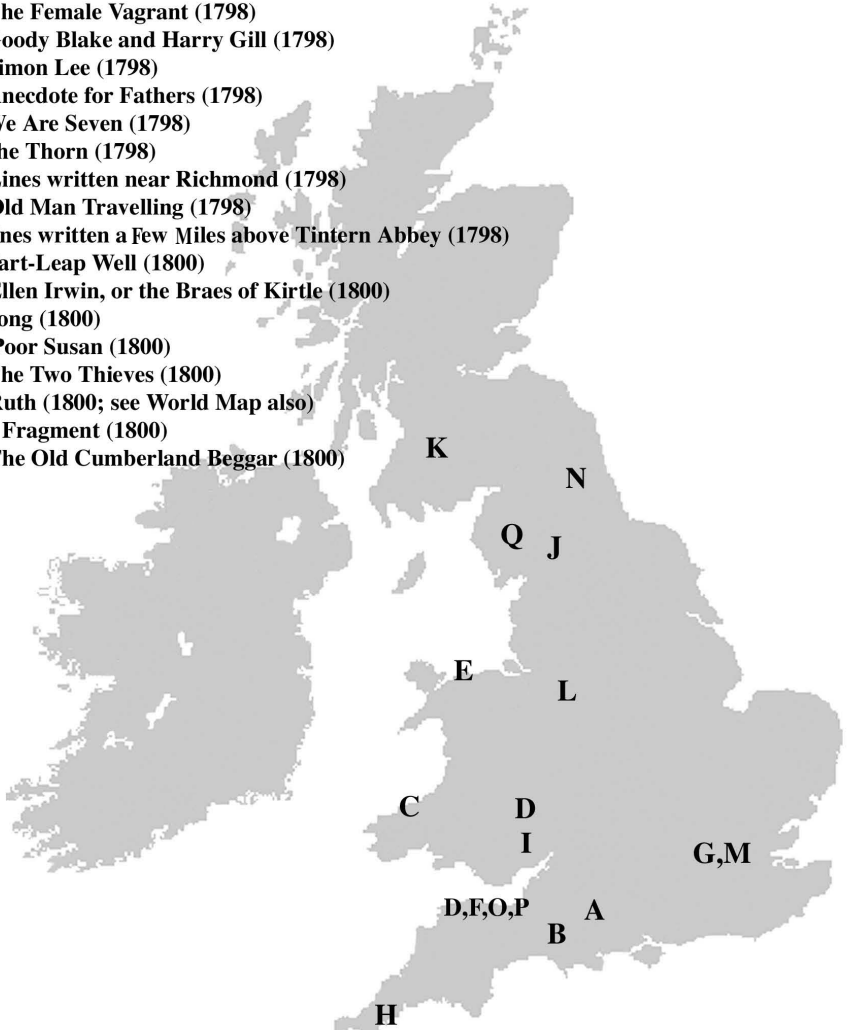 he Female Vagrant (1798)
oody Blake and Harry Gill (1798)
imon Lee (1798)
necdote for Fathers (1798)
e Are Seven (1798)
he Thorn (1798)
ines written near Richmond (1798)
ld Man Travelling (1798)
nes written a Few Miles above Tintern Abbey (1798)
art-Leap Well (1800)
llen Irwin, or the Braes of Kirtle (1800)
ong (1800)
Poor Susan (1800)
he Two Thieves (1800)
uth (1800; see World Map also)
Fragment (1800)
he Old Cumberland Beggar (1800)
K
N
Q
J
E
L
C
D
I
G,M
D,F,O,P
A
B
H